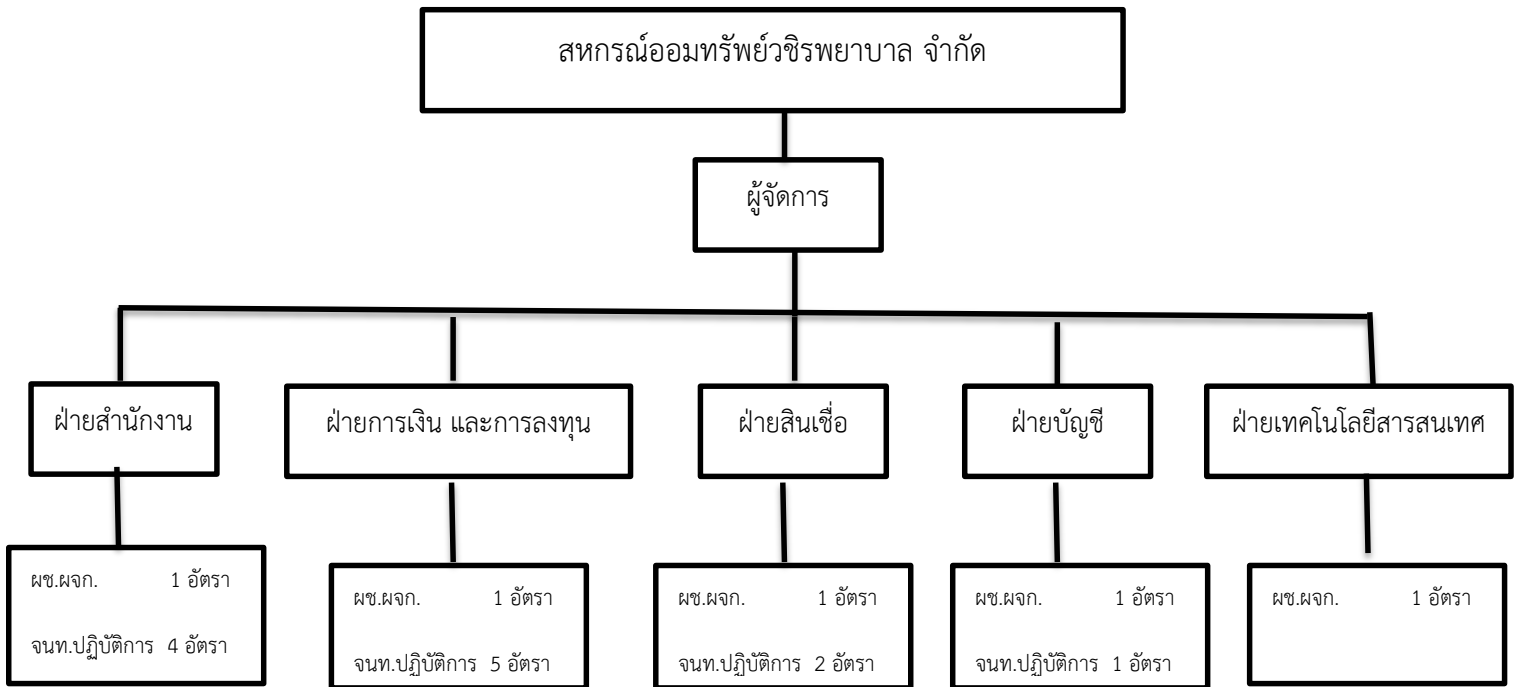 สหกรณ์ออมทรัพย์วชิรพยาบาล จำกัด
ผู้จัดการ
ฝ่ายสำนักงาน
ฝ่ายการเงิน และการลงทุน
ฝ่ายสินเชื่อ
ฝ่ายบัญชี
ฝ่ายเทคโนโลยีสารสนเทศ
ผช.ผจก. 1 อัตรา
จนท.ปฏิบัติการ 4 อัตรา
ผช.ผจก. 1 อัตรา
จนท.ปฏิบัติการ 5 อัตรา
ผช.ผจก. 1 อัตรา
จนท.ปฏิบัติการ 2 อัตรา
ผช.ผจก. 1 อัตรา
จนท.ปฏิบัติการ 1 อัตรา
ผช.ผจก. 1 อัตรา